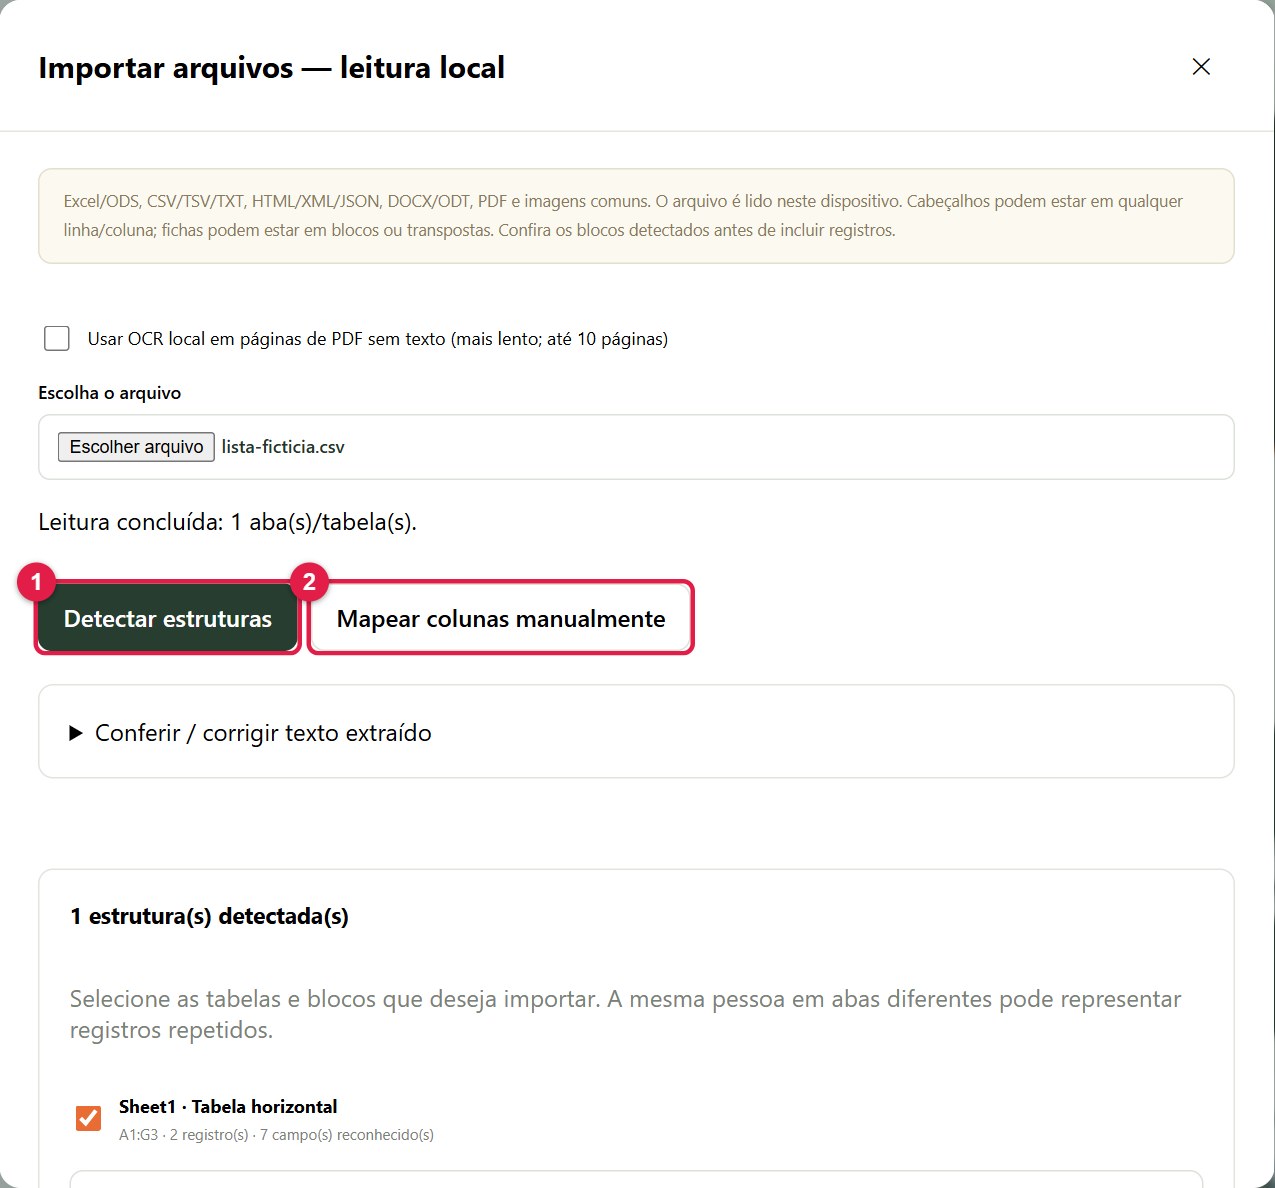 Importar arquivos — leitura local
Excel/ODS, CSV/TSV/TXT, HTML/XML/JSON, DOCX/ODT, PDF e imagens comuns. O arquivo é lido neste dispositivo. Cabeçalhos podem estar em qualquer
linha/coluna; fichas podem estar em blocos ou transpostas. Confira os blocos detectados antes de incluir registros.
Usar OCR local em páginas de PDF sem texto (mais lento; até 10 páginas)
Escolha o arquivo
Escolher arquivo lista-ficticia.csv
Leitura concluída: 1 aba(s)/tabela(s).
1 2
Detectar estruturas Mapear colunas manualmente
Conferir / corrigir texto extraído
1 estrutura(s) detectada(s)
Selecione as tabelas e blocos que deseja importar. A mesma pessoa em abas diferentes pode representar
registros repetidos.
Sheet1 · Tabela horizontal
A1:G3 · 2 registro(s) · 7 campo(s) reconhecido(s)